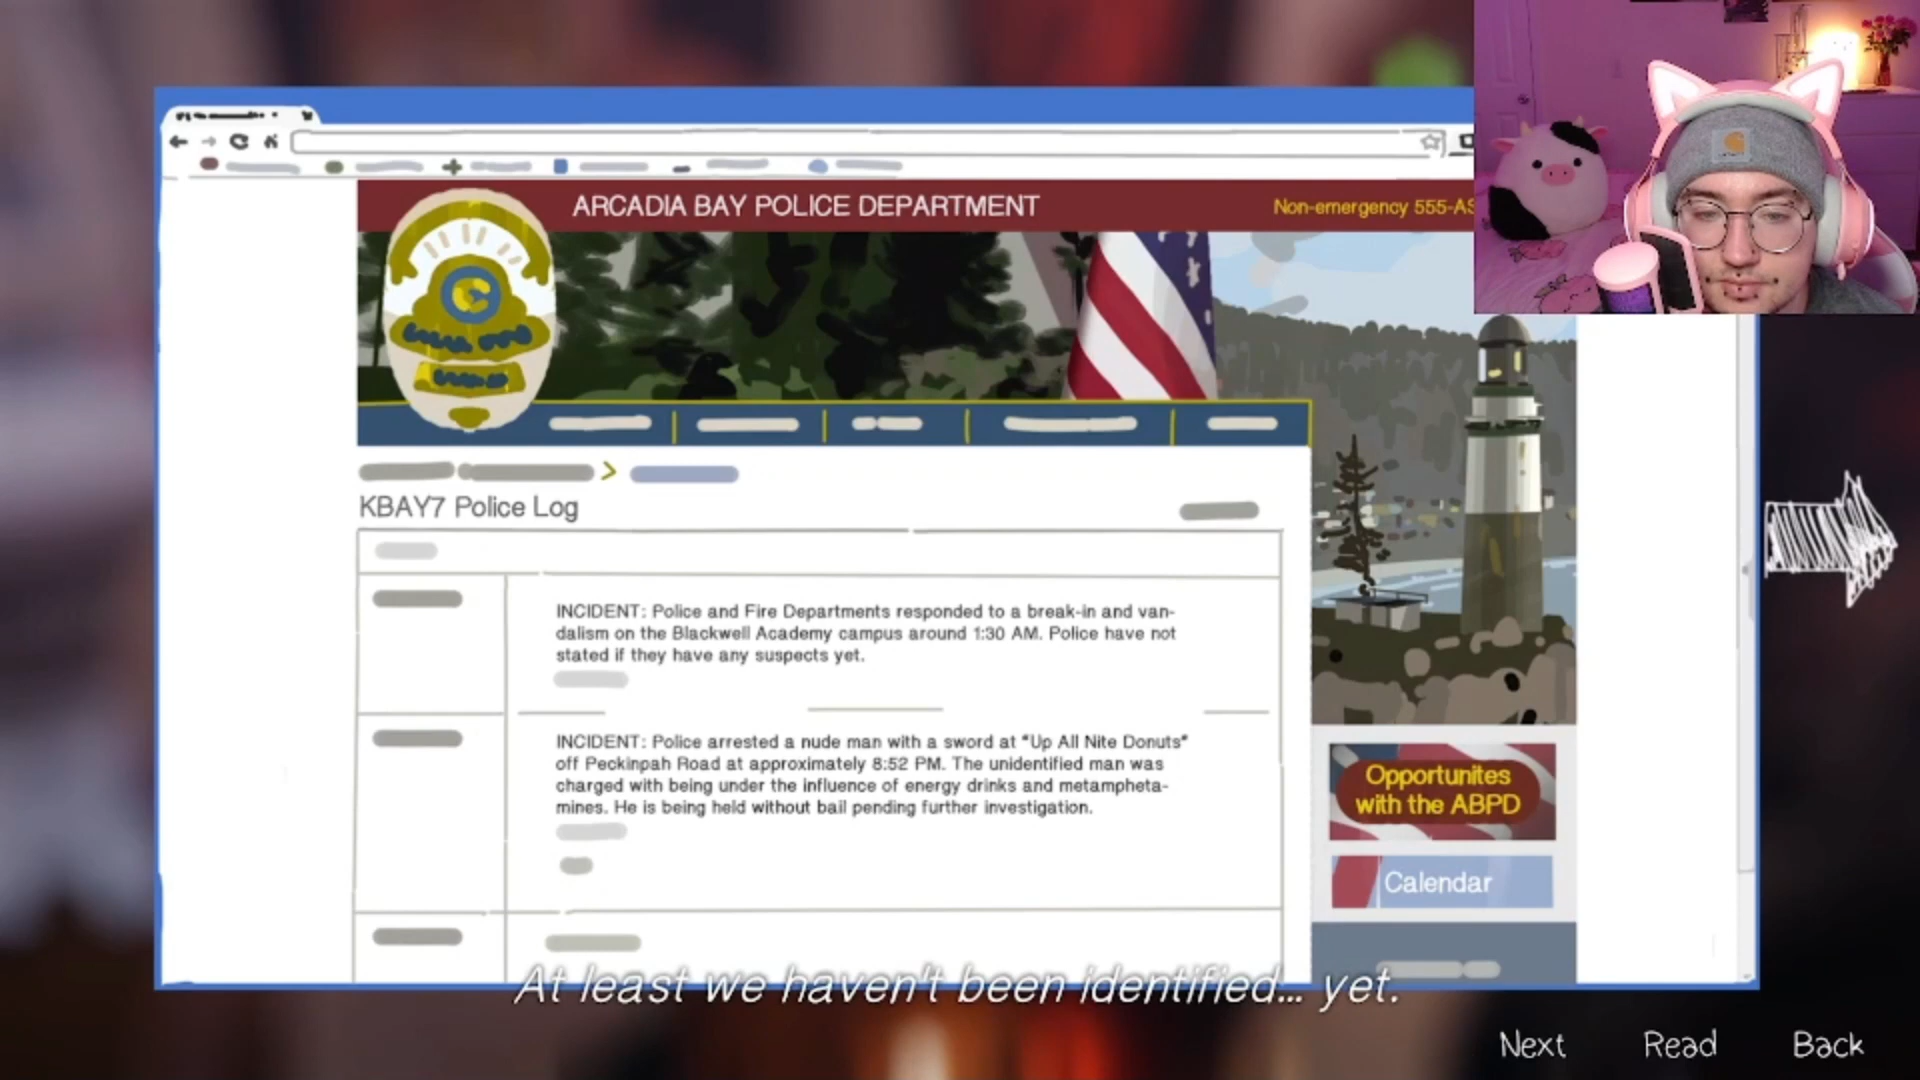 ARCADIA BAY POLICE DEPARTMENT
Non-emergency 555-AS
KBAY7 Police Log
INCIDENT: Police and Fire Departments responded to a break-in and van-
dalism on the Blackwell Academy campus around 1:30 AM. Police have not
stated if they have any suspects yet.
INCIDENT: Police arrested a nude man with a sword at "Up All Nite Donuts"
off Peckinpah Road at approximately 8:52 PM. The unidentified man was
charged with being under the influence of energy drinks and metampheta-
mines. He is being held without bail pending further investigation.
Opportunites
with the ABPD
Calendar
At least we haven't been identified... yet.
Next
Read
Back